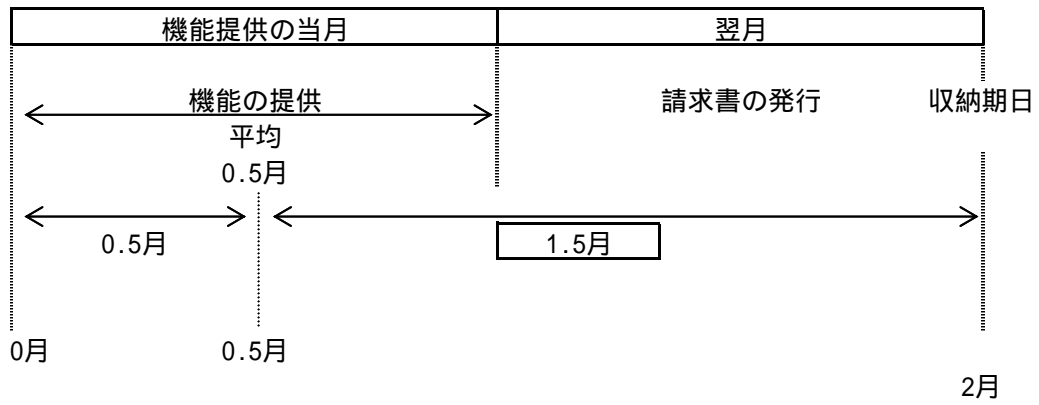 機能提供の当月 翌月
機能の提供 請求書の発行 収納期日
平均
0.5月
0.5月 1.5月
0月 0.5月
2月